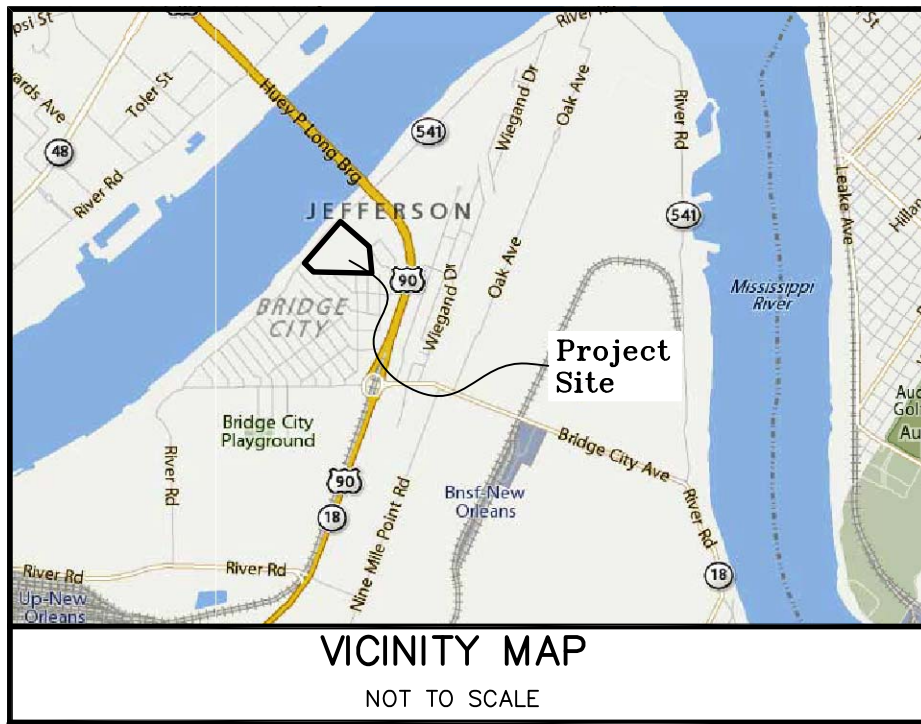 Toler St
48
River Rd
Huey P Long Brg
541
Wiegand Dr
Oak Ave
River Rd
541
Leake Ave
JEFFERSON
90
BRIDGE
CITY
Wiegand Dr
Oak Ave
Mississippi
River
Project
Site
Bridge City
Playground
Bridge City Ave
River Rd
90
18
Nine Mile Point Rd
Bnsf-New
Orleans
River Rd
18
River Rd
River Rd
Up-New
Orleans
VICINITY MAP
NOT TO SCALE